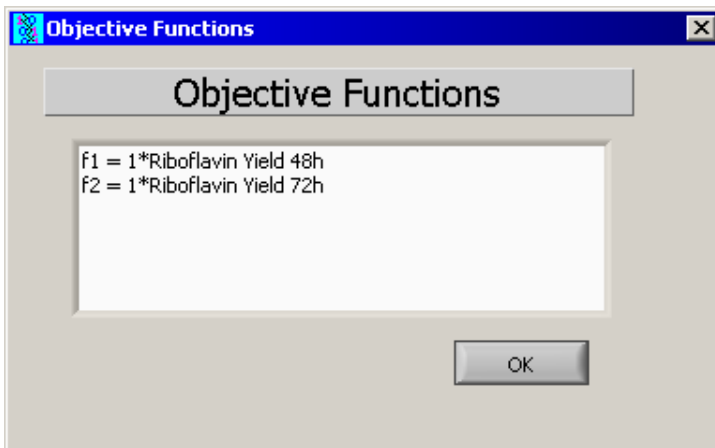 Objective Functions
Objective Functions
f1 = 1*Riboflavin Yield 48h
f2 = 1*Riboflavin Yield 72h
OK